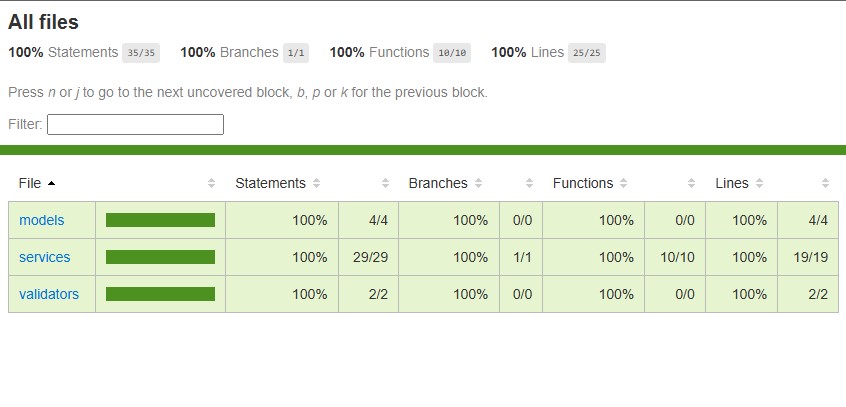 All files
100% Statements 35/35 100% Branches 1/1 100% Functions 10/10 100% Lines 25/25
Press n or j to go to the next uncovered block, b, p or k for the previous block.
Filter:
File Statements Branches Functions Lines
models 100% 4/4 100% 0/0 100% 0/0 100% 4/4
services 100% 29/29 100% 1/1 100% 10/10 100% 19/19
validators 100% 2/2 100% 0/0 100% 0/0 100% 2/2